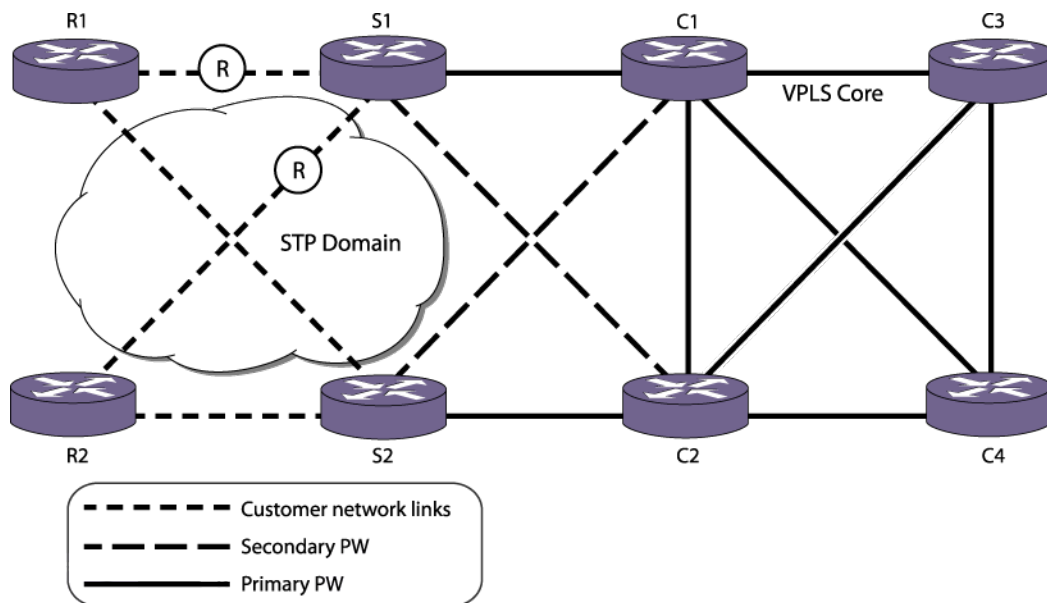 R1
S1
C1
C3
R
VPLS Core
R
STP Domain
R2
S2
C2
C4
Customer network links
Secondary PW
Primary PW